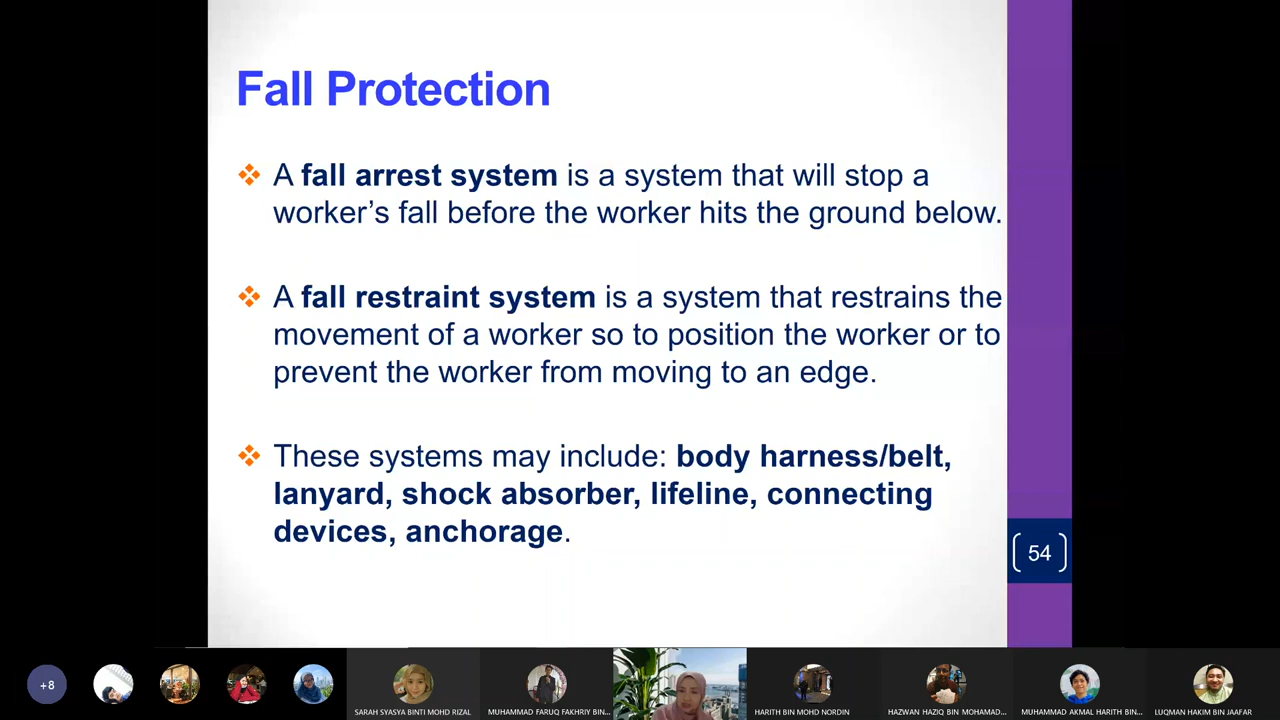 Fall Protection
A fall arrest system is a system that will stop a
worker’s fall before the worker hits the ground below.
A fall restraint system is a system that restrains the
movement of a worker so to position the worker or to
prevent the worker from moving to an edge.
These systems may include: body harness/belt,
lanyard, shock absorber, lifeline, connecting
devices, anchorage.
54
+8
SARAH SYASYA BINTI MOHD RIZAL
MUHAMMAD FARUQ FAKHRIY BIN...
HARITH BIN MOHD NORDIN
HAZWAN HAZIQ BIN MOHAMAD...
MUHAMMAD AKMAL HARITH BIN...
LUQMAN HAKIM BIN JAAFAR